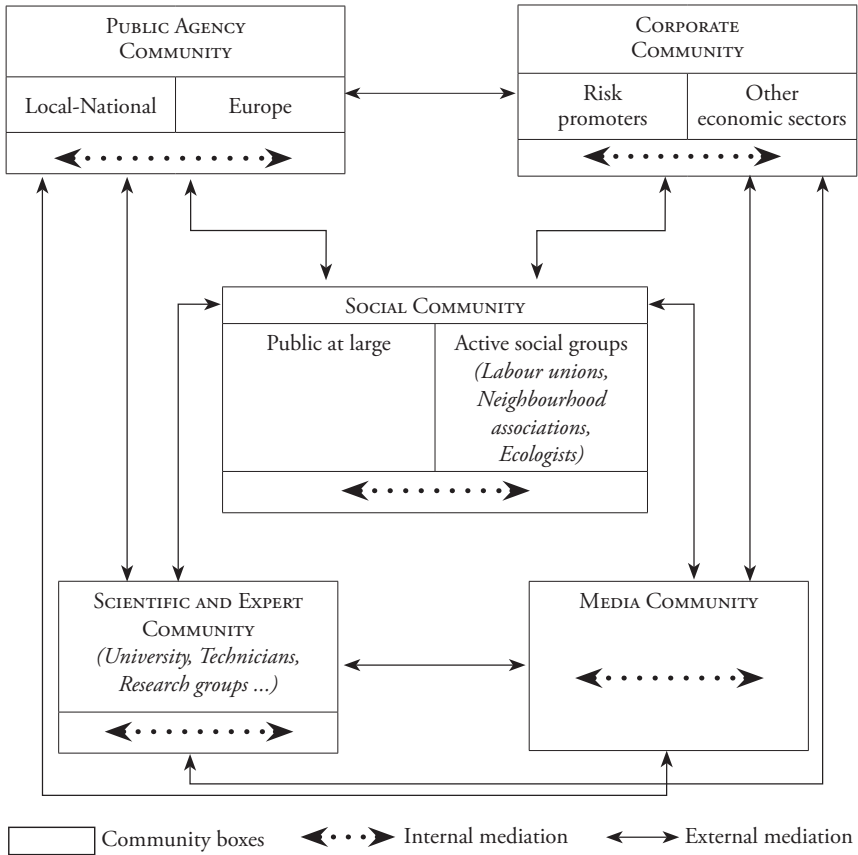 PUBLIC AGENCY
COMMUNITY
Local-National
Europe
CORPORATE
COMMUNITY
Risk
promoters
Other
economic sectors
SOCIAL COMMUNITY
Public at large
Active social groups
(Labour unions,
Neighbourhood
associations,
Ecologists)
SCIENTIFIC AND EXPERT
COMMUNITY
(University, Technicians,
Research groups ...)
MEDIA COMMUNITY
Community boxes
Internal mediation
External mediation